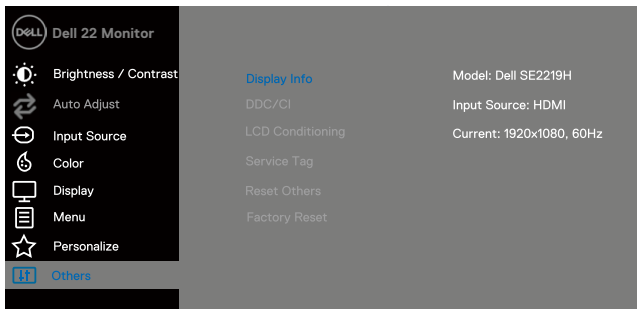 DELL Dell 22 Monitor
Brightness / Contrast
Auto Adjust
Input Source
Color
Display
Menu
Personalize
Others
Display Info
DDC/CI
LCD Conditioning
Service Tag
Reset Others
Factory Reset
Model: Dell SE2219H
Input Source: HDMI
Current: 1920x1080, 60Hz